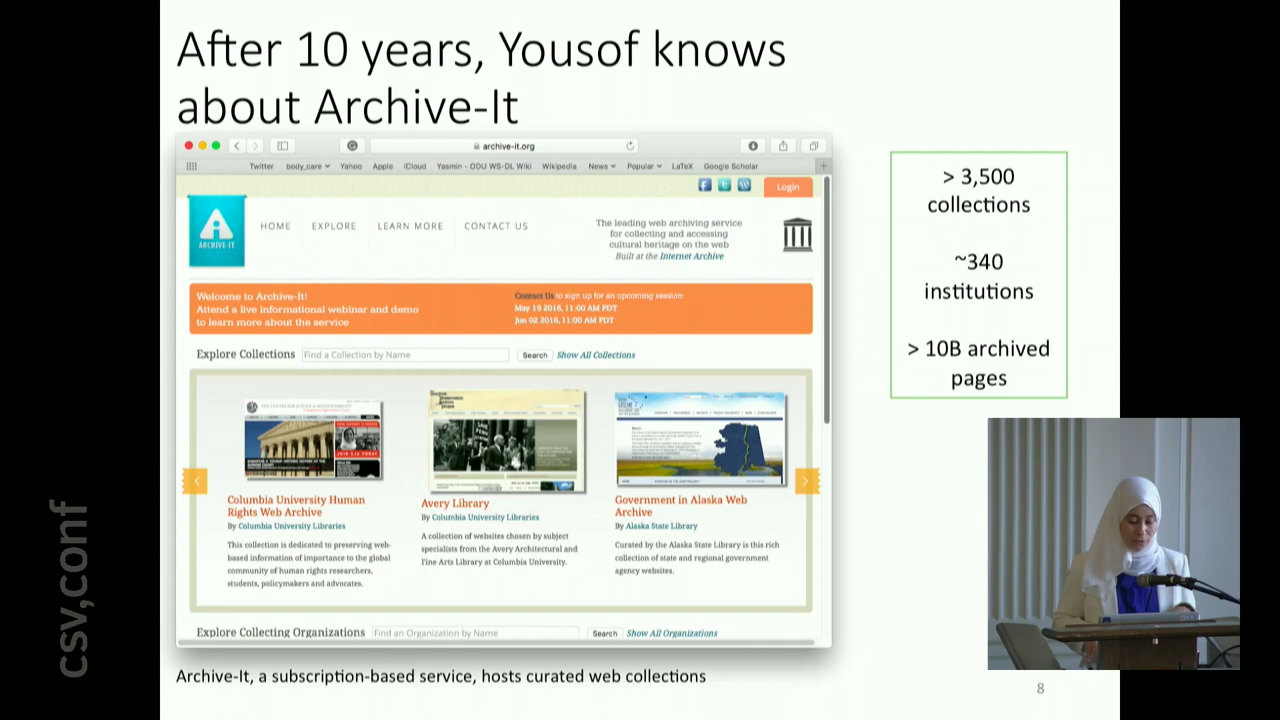 After 10 years, Yousof knows
about Archive-It
archive-it.org
Twitter body_care Yahoo Apple iCloud Yasmin - ODU WS-DL Wiki Wikipedia News Popular LaTeX Google Scholar
Login
ARCHIVE-IT
HOME EXPLORE LEARN MORE CONTACT US
The leading web archiving service
for collecting and accessing
cultural heritage on the web
Built at the Internet Archive
Welcome to Archive-It!
Attend a live informational webinar and demo
to learn more about the service
Contact Us to sign up for an upcoming session:
May 19 2016, 11:00 AM PDT
Jun 02 2016, 11:00 AM PDT
Explore Collections Find a Collection by Name Search Show All Collections
Columbia University Human
Rights Web Archive
By Columbia University Libraries
This collection is dedicated to preserving web-
based information of importance to the global
community of human rights researchers,
students, policymakers and advocates.
Avery Library
By Columbia University Libraries
A collection of websites chosen by subject
specialists from the Avery Architectural and
Fine Arts Library at Columbia University.
Government in Alaska Web
Archive
By Alaska State Library
Curated by the Alaska State Library is this rich
collection of state and regional government
agency websites.
Explore Collecting Organizations Find an Organization by Name Search Show All Organizations
> 3,500
collections
~340
institutions
> 10B archived
pages
Archive-It, a subscription-based service, hosts curated web collections
8
csv,conf